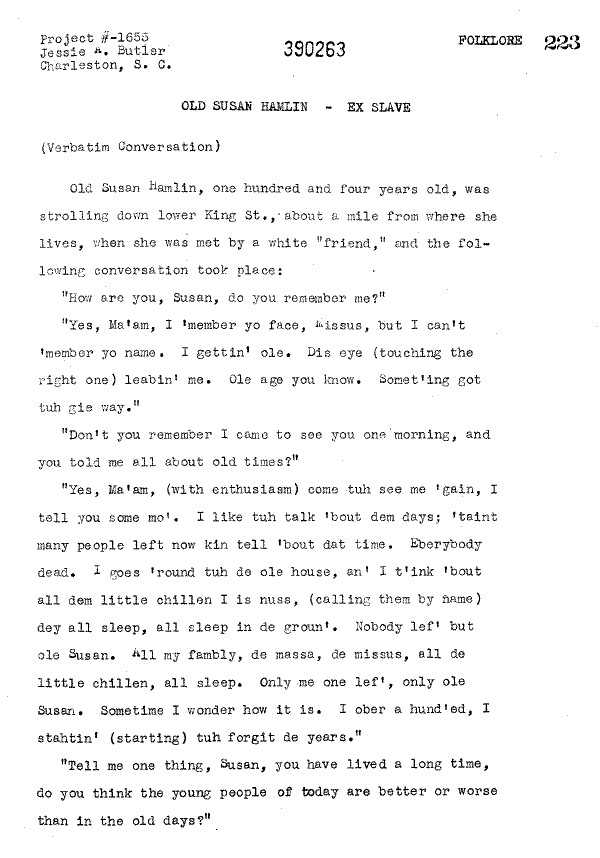 Project #-1655
Jessie A. Butler
Charleston, S. C.
390263
FOLKLORE 223
OLD SUSAN HAMLIN - EX SLAVE
(Verbatim Conversation)
Old Susan Hamlin, one hundred and four years old, was
strolling down lower King St., about a mile from where she
lives, when she was met by a white "friend," and the fol-
lowing conversation took place:
"How are you, Susan, do you remember me?"
"Yes, Ma'am, I 'member yo face, Missus, but I can't
'member yo name. I gettin' ole. Dis eye (touching the
right one) leabin' me. Ole age you know. Somet'ing got
tuh gie way."
"Don't you remember I came to see you one morning, and
you told me all about old times?"
"Yes, Ma'am, (with enthusiasm) come tuh see me 'gain, I
tell you some mo'. I like tuh talk 'bout dem days; 'taint
many people left now kin tell 'bout dat time. Eberybody
dead. I goes 'round tuh de ole house, an' I t'ink 'bout
all dem little chillen I is nuss, (calling them by name)
dey all sleep, all sleep in de groun'. Nobody lef' but
ole Susan. All my fambly, de massa, de missus, all de
little chillen, all sleep. Only me one lef', only ole
Susan. Sometime I wonder how it is. I ober a hund'ed, I
stahtin' (starting) tuh forgit de years."
"Tell me one thing, Susan, you have lived a long time,
do you think the young people of today are better or worse
than in the old days?"